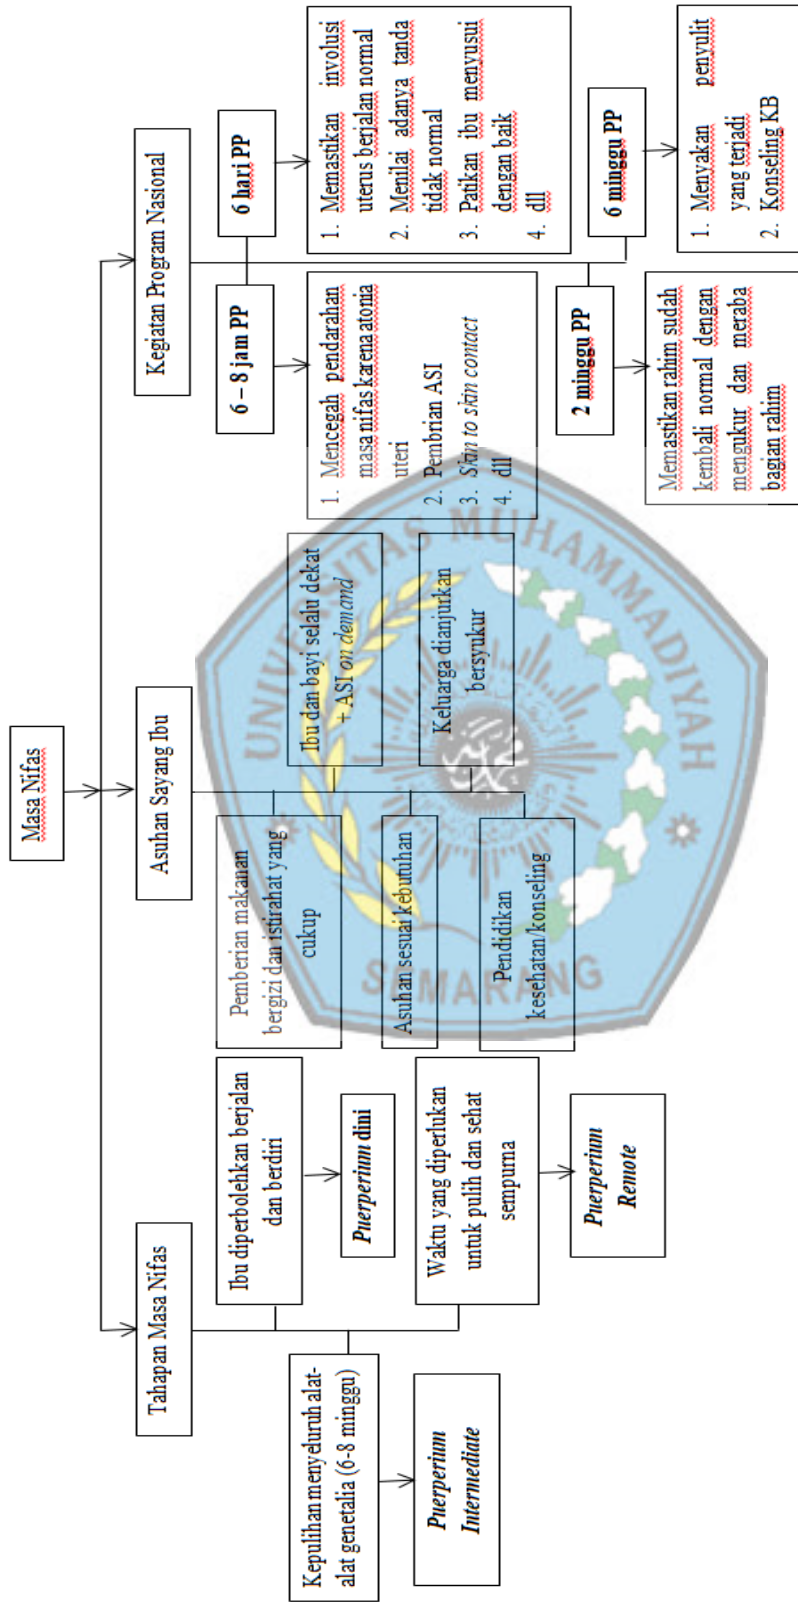 Masa Nifas
Tahapan Masa Nifas
Ibu diperbolehkan berjalan
dan berdiri
Puerperium dini
Kepulihan menyeluruh alat-
alat genetalia (6-8 minggu)
Puerperium
Intermediate
Waktu yang diperlukan
untuk pulih dan sehat
sempurna
Puerperium
Remote
Asuhan Sayang Ibu
Pemberian makanan
bergizi dan istirahat yang
cukup
Ibu dan bayi selalu dekat
+ ASI on demand
Asuhan sesuai kebutuhan
Keluarga dianjurkan
bersyukur
Pendidikan
kesehatan/konseling
Kegiatan Program Nasional
6 – 8 jam PP
1. Mencegah pendarahan
masa nifas karena atonia
uteri
2. Pembrian ASI
3. Skin to skin contact
4. dll
6 hari PP
1. Memastikan involusi
uterus berjalan normal
2. Menilai adanya tanda
tidak normal
3. Patikan ibu menyusui
dengan baik
4. dll
2 minggu PP
Memastikan rahim sudah
kembali normal dengan
mengukur dan meraba
bagian rahim
6 minggu PP
1. Menyakan penyulit
yang terjadi
2. Konseling KB
UNIVERSITAS MUHAMMADIYAH
SEMARANG